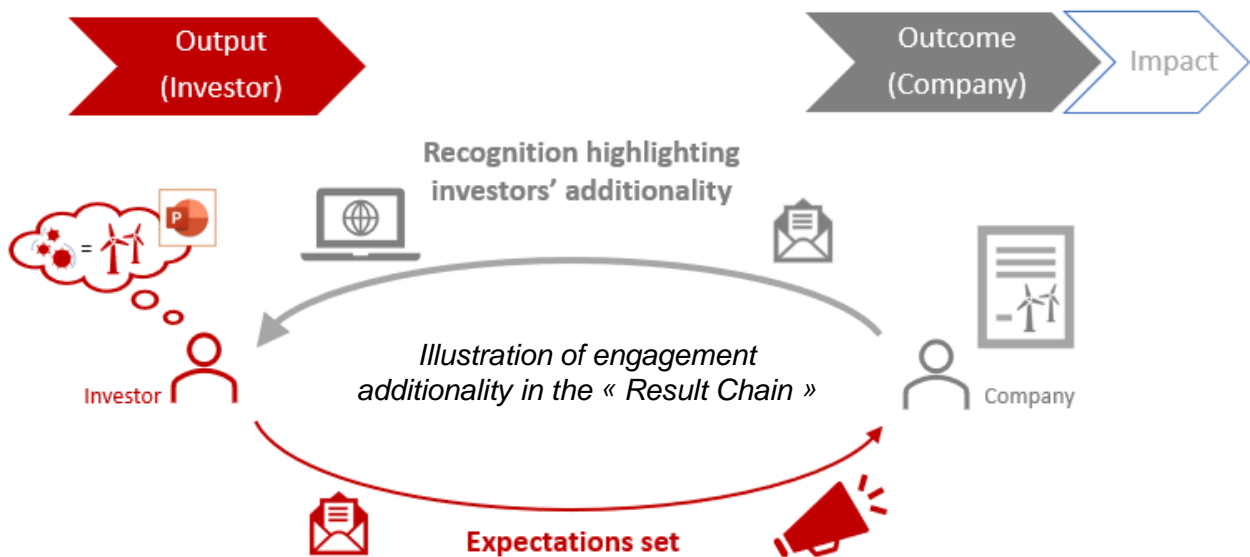 Output
(Investor)
Outcome
(Company)
Impact
Recognition highlighting
investors’ additionality
P
=
Illustration of engagement
additionality in the « Result Chain »
Investor
Company
Expectations set